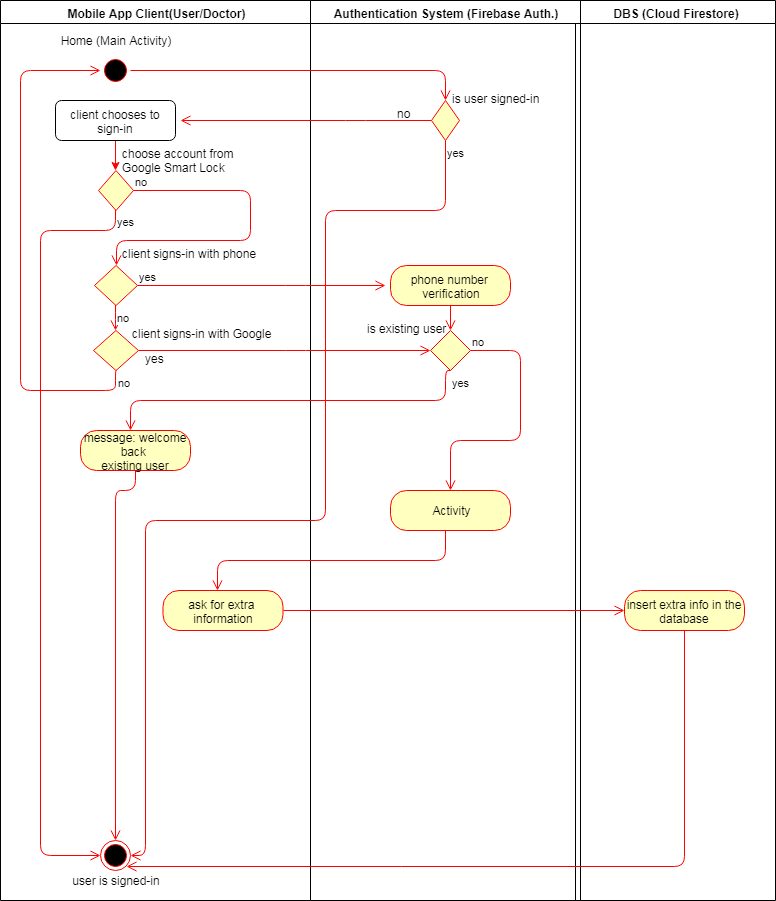 Mobile App Client(User/Doctor)
Authentication System (Firebase Auth.)
DBS (Cloud Firestore)
Home (Main Activity)
is user signed-in
no
yes
client chooses to
sign-in
choose account from
Google Smart Lock
no
yes
client signs-in with phone
yes
no
phone number
verification
client signs-in with Google
yes
no
is existing user
no
yes
message: welcome
back
existing user
Activity
ask for extra
information
insert extra info in the
database
user is signed-in